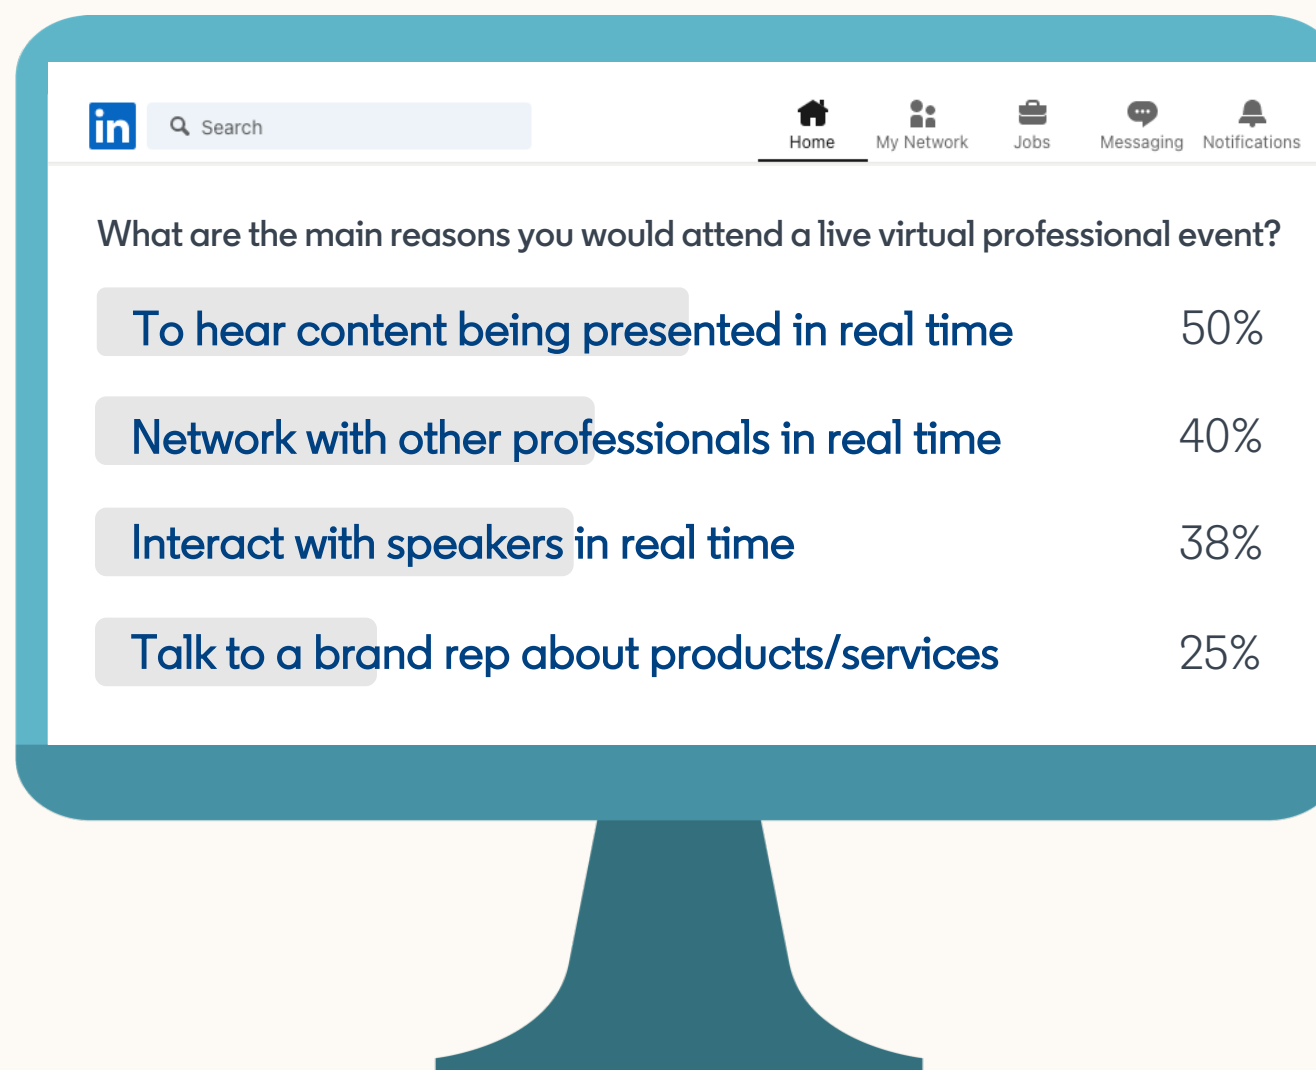 in
Search
Home
My Network
Jobs
Messaging
Notifications
What are the main reasons you would attend a live virtual professional event?
To hear content being presented in real time 50%
Network with other professionals in real time 40%
Interact with speakers in real time 38%
Talk to a brand rep about products/services 25%